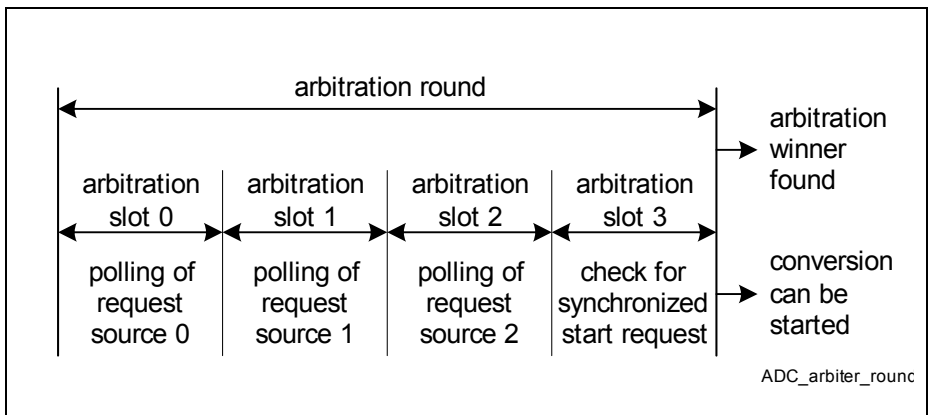 arbitration round
arbitration
winner
found
arbitration
slot 0
arbitration
slot 1
arbitration
slot 2
arbitration
slot 3
polling of
request
source 0
polling of
request
source 1
polling of
request
source 2
check for
synchronized
start request
conversion
can be
started
ADC_arbiter_round